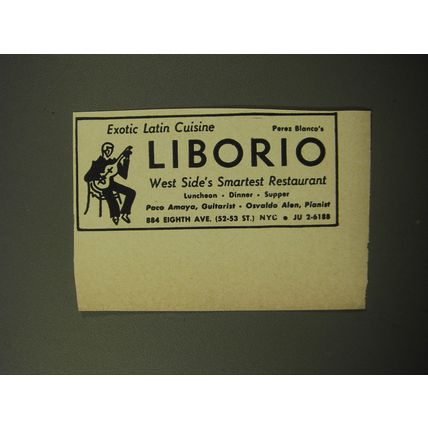 Exotic Latin Cuisine Perez Blanco's
LIBORIO
West Side's Smartest Restaurant
Luncheon - Dinner - Supper
Paco Amaya, Guitarist - Osvaldo Alen, Pianist
884 EIGHTH AVE. (52-53 ST.) NYC • JU 2-6188